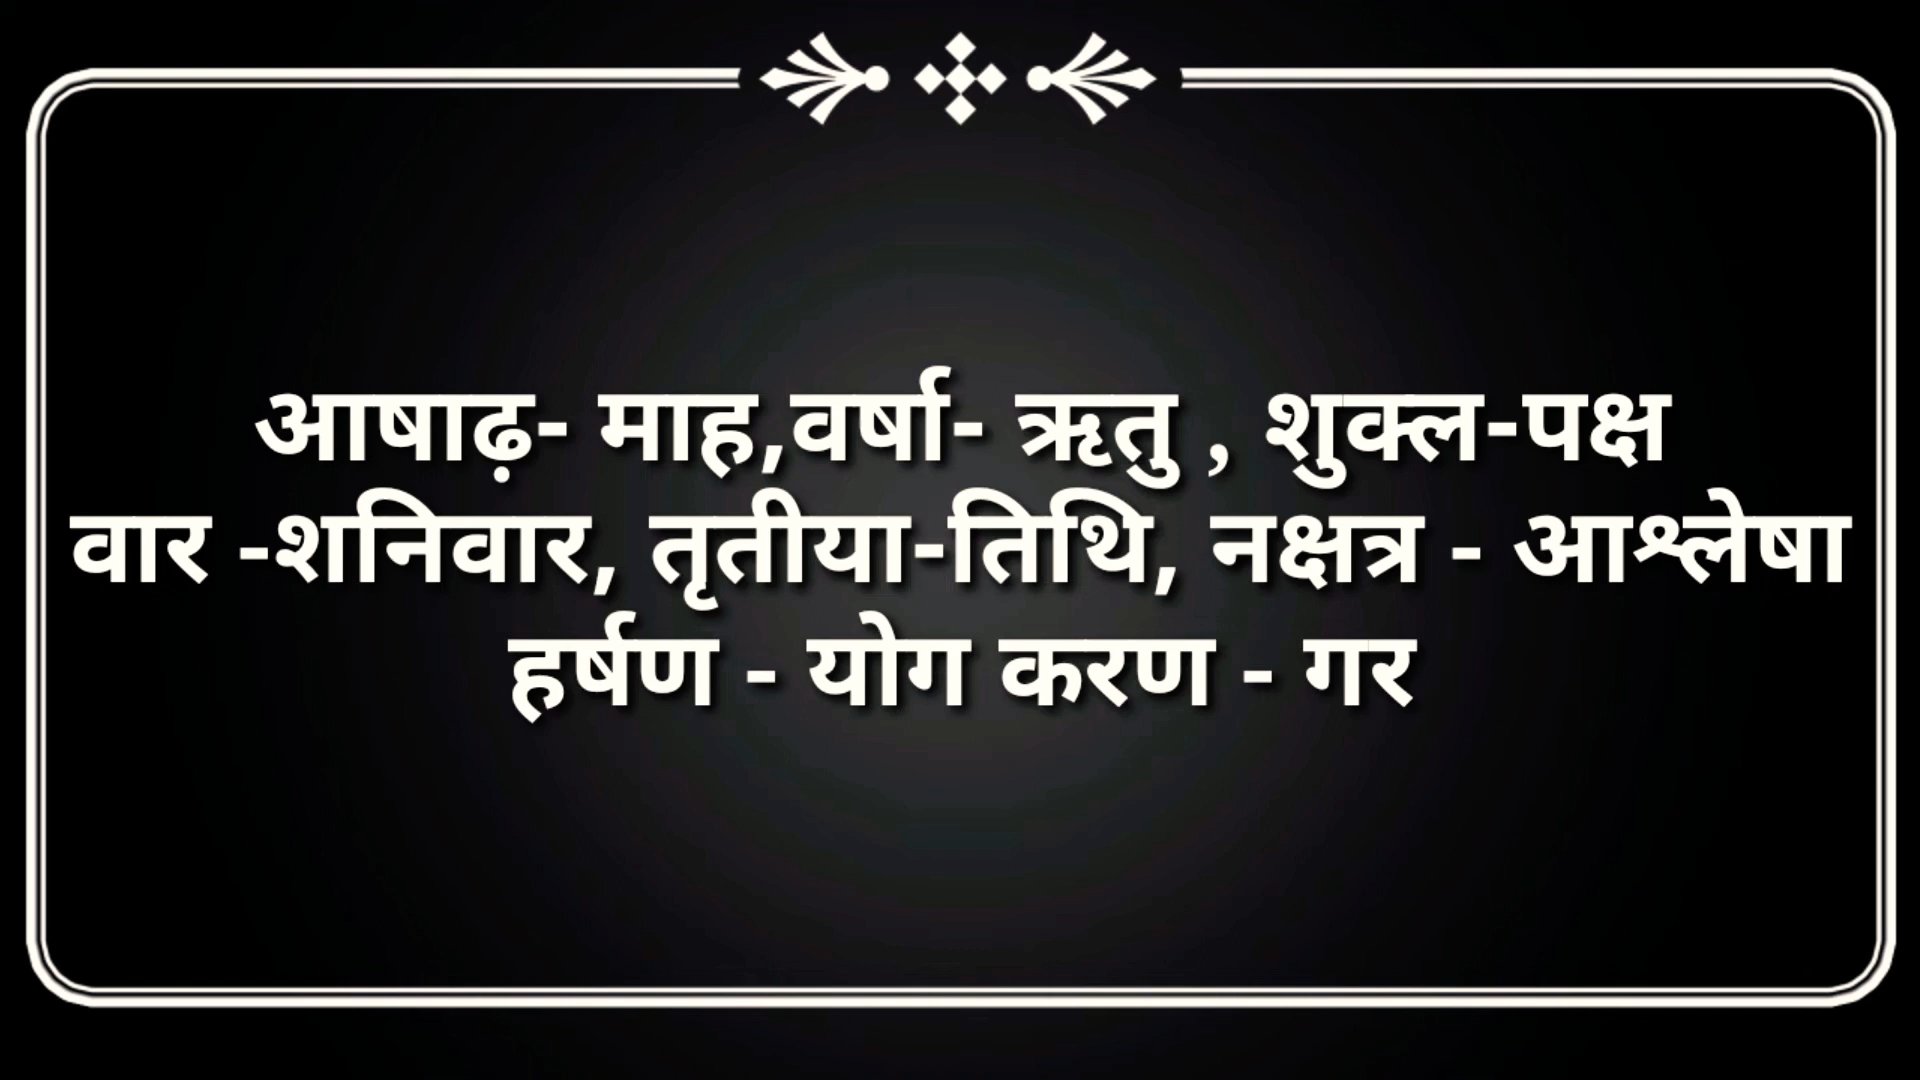 आषाढ़- माह,वर्षा- ऋतु , शुक्ल-पक्ष
वार -शनिवार, तृतीया-तिथि, नक्षत्र - आश्लेषा
हर्षण - योग करण - गर